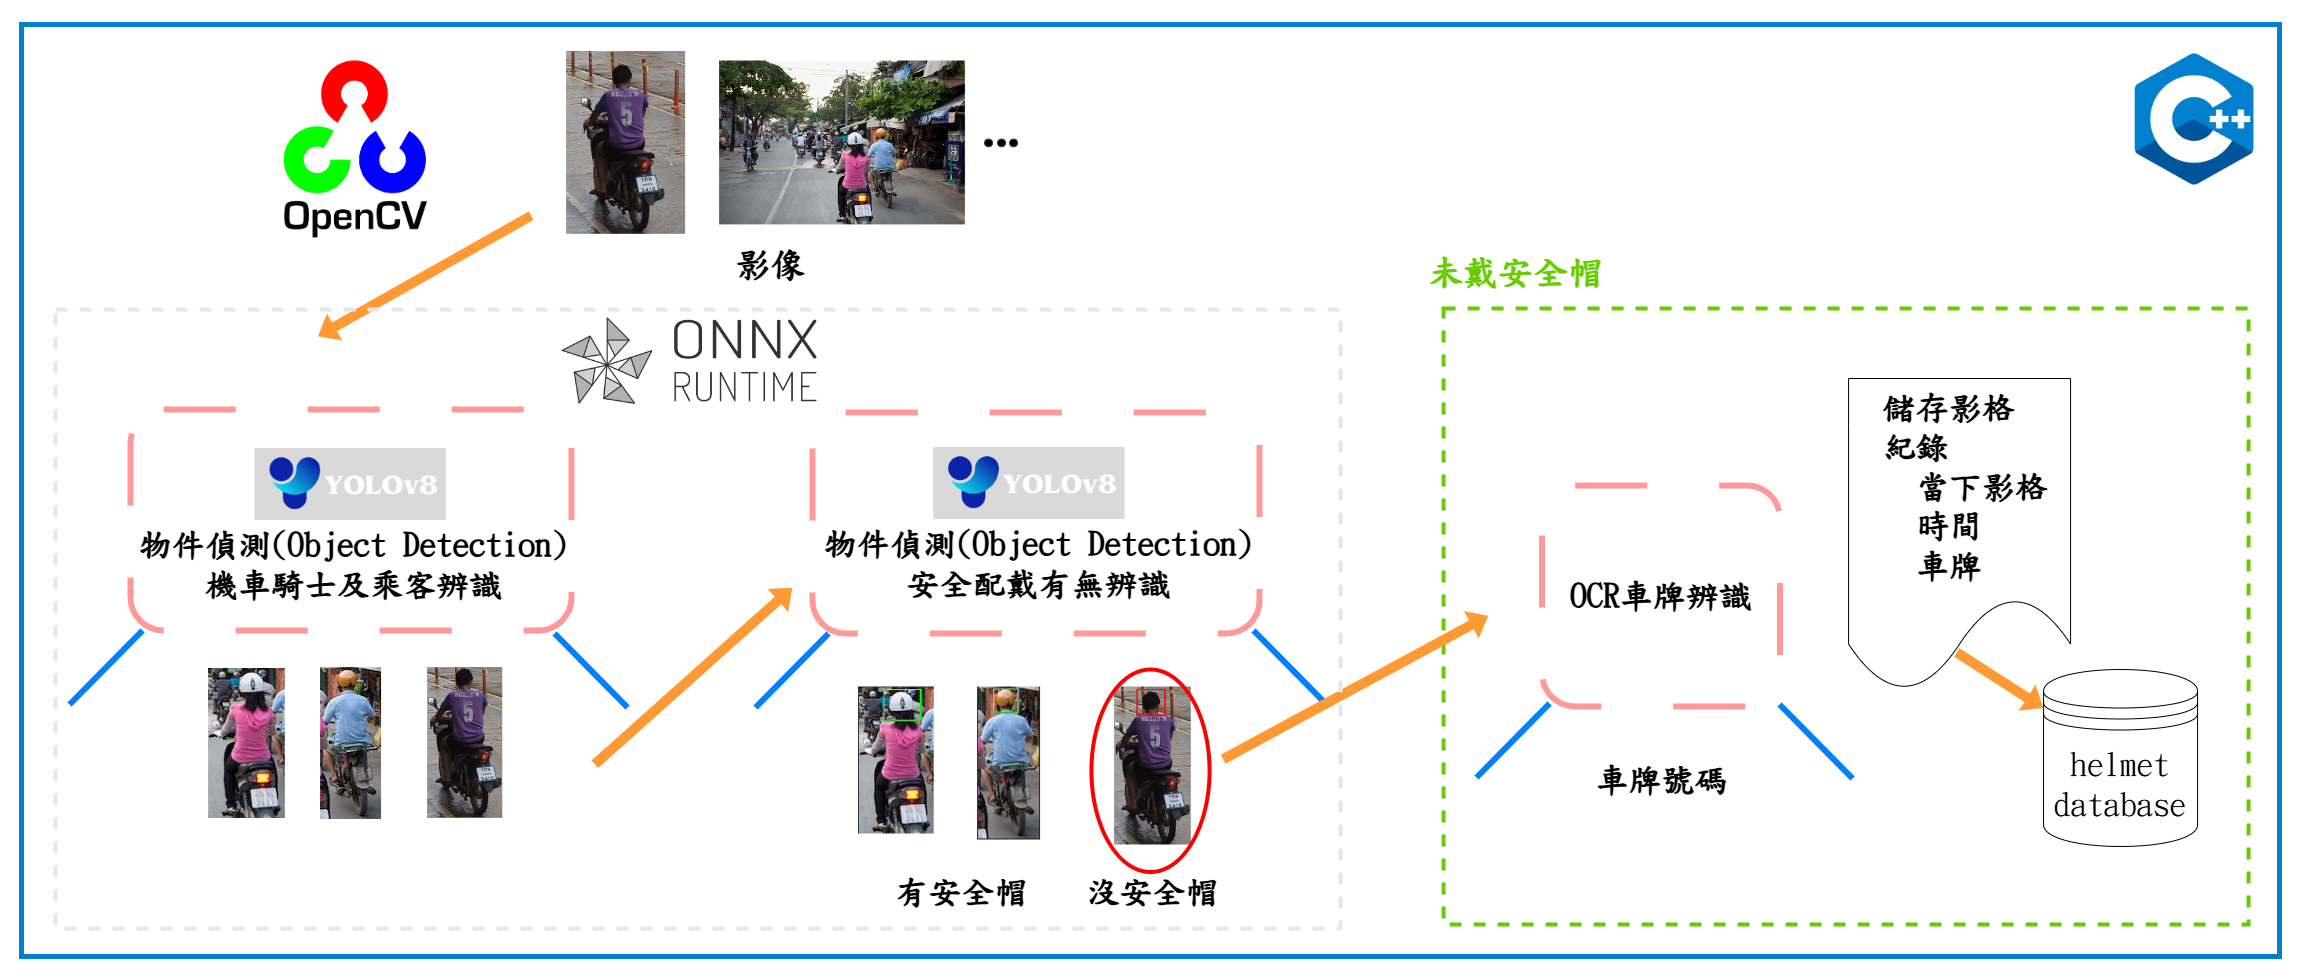 OpenCV
影像
...
C++
ONNX
RUNTIME
YOLOv8
物件偵測(Object Detection)
機車騎士及乘客辨識
YOLOv8
物件偵測(Object Detection)
安全配戴有無辨識
有安全帽
沒安全帽
未戴安全帽
OCR車牌辨識
車牌號碼
儲存影格
紀錄
當下影格
時間
車牌
helmet
database
5
5
5